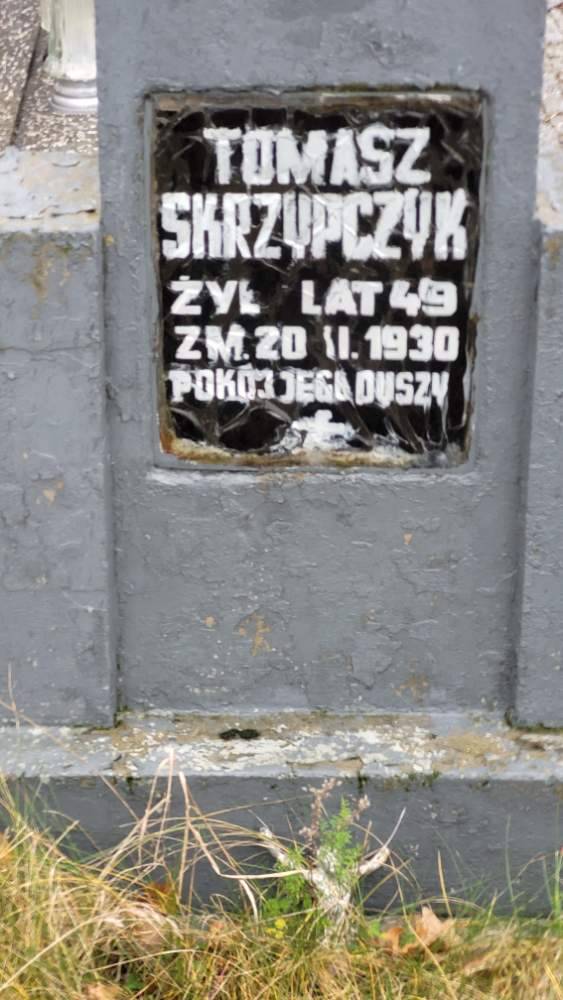 TOMASZ
SKRZYPCZYK
ŻYŁ LAT 49
ZM. 20 II. 1930
POKÓJ JEGO DUSZY